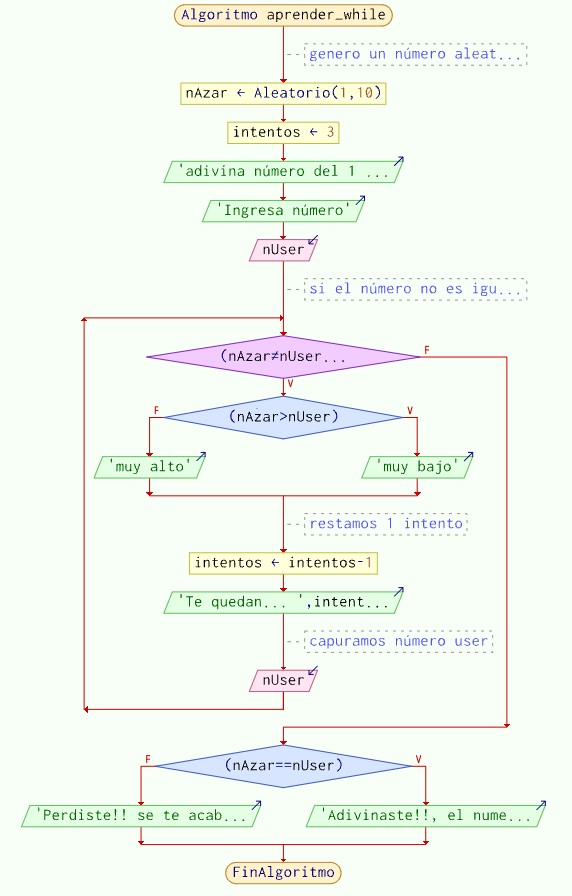 Algoritmo aprender_while
genero un número aleat...
nAzar ← Aleatorio(1,10)
intentos ← 3
'adivina número del 1 ...
'Ingresa número'
nUser
si el número no es igu...
(nAzar≠nUser...
F
V
(nAzar>nUser)
F
V
'muy alto'
'muy bajo'
restamos 1 intento
intentos ← intentos-1
'Te quedan... ',intent...
capuramos número user
nUser
(nAzar==nUser)
F
V
'Perdiste!! se te acab...
'Adivinaste!!, el nume...
FinAlgoritmo